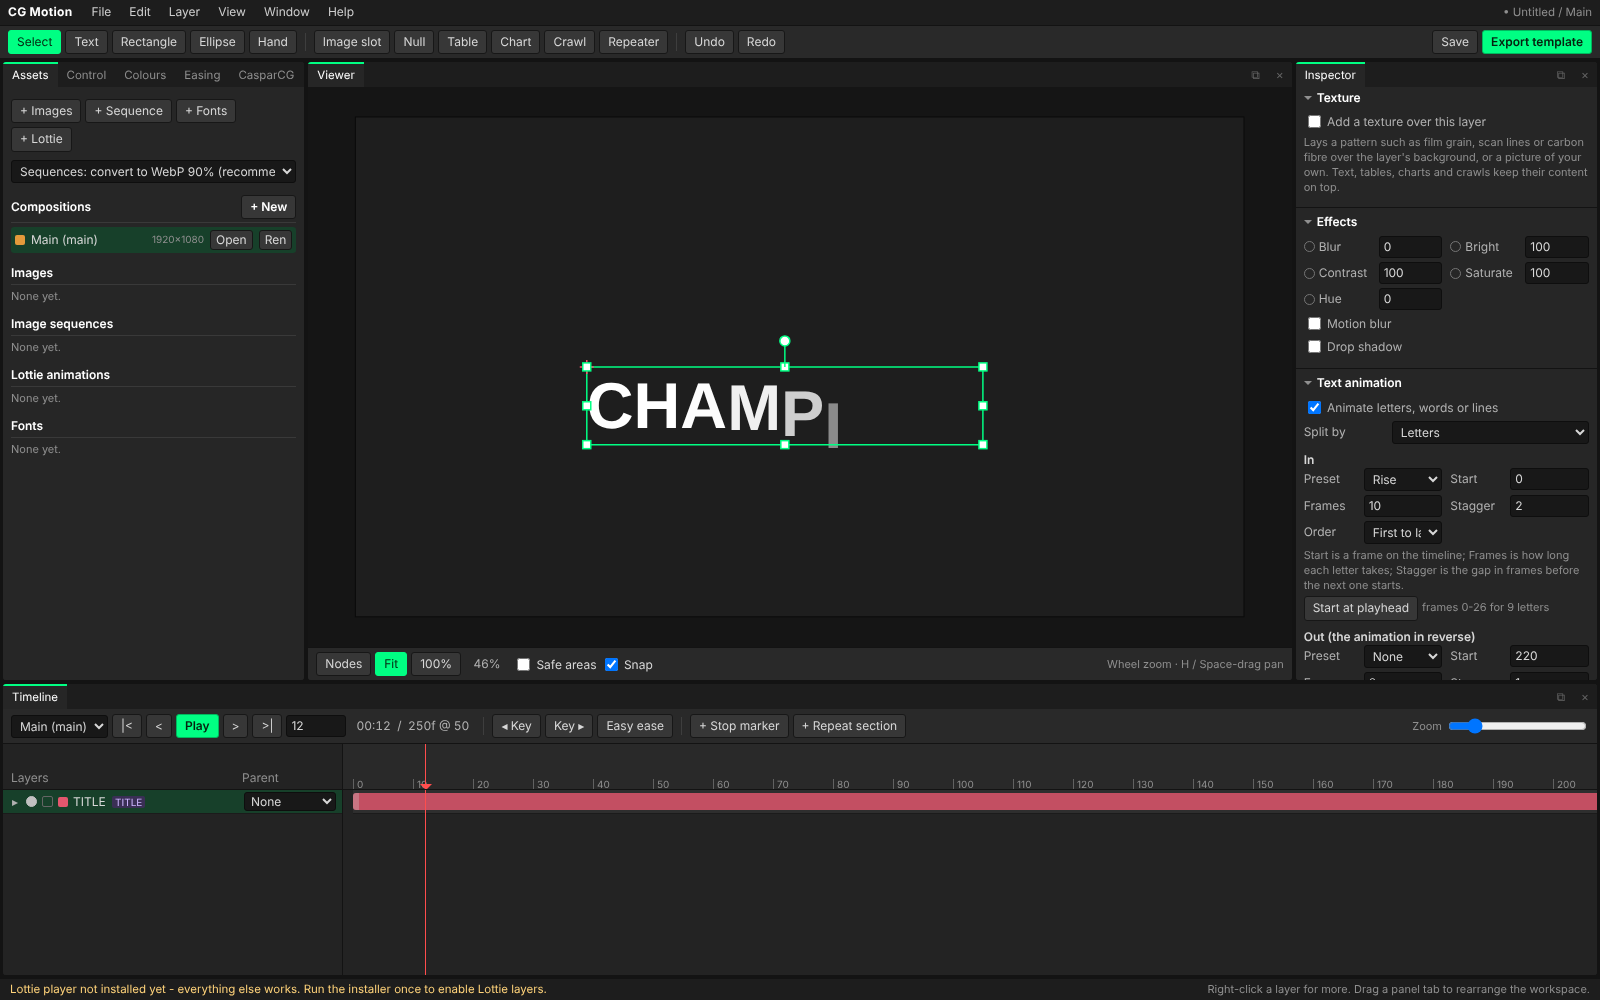 CG Motion File Edit Layer View Window Help • Untitled / Main
Select Text Rectangle Ellipse Hand Image slot Null Table Chart Crawl Repeater Undo Redo Save Export template
Assets Control Colours Easing CasparCG
+ Images + Sequence + Fonts
+ Lottie
Sequences: convert to WebP 90% (recomme
Compositions + New
Main (main) 1920×1080 Open Ren
Images
None yet.
Image sequences
None yet.
Lottie animations
None yet.
Fonts
None yet.
Viewer
CHAMPI
Nodes Fit 100% 46% Safe areas Snap Wheel zoom · H / Space-drag pan
Inspector
Texture
Add a texture over this layer
Lays a pattern such as film grain, scan lines or carbon
fibre over the layer's background, or a picture of your
own. Text, tables, charts and crawls keep their content
on top.
Effects
Blur 0 Bright 100
Contrast 100 Saturate 100
Hue 0
Motion blur
Drop shadow
Text animation
Animate letters, words or lines
Split by Letters
In
Preset Rise Start 0
Frames 10 Stagger 2
Order First to la
Start is a frame on the timeline; Frames is how long
each letter takes; Stagger is the gap in frames before
the next one starts.
Start at playhead frames 0-26 for 9 letters
Out (the animation in reverse)
Preset None Start 220
Timeline
Main (main) |< < Play > >| 12 00:12 / 250f @ 50 ◂ Key Key ▸ Easy ease + Stop marker + Repeat section Zoom
Layers Parent 0 10 20 30 40 50 60 70 80 90 100 110 120 130 140 150 160 170 180 190 200
TITLE TITLE None
Lottie player not installed yet - everything else works. Run the installer once to enable Lottie layers. Right-click a layer for more. Drag a panel tab to rearrange the workspace.